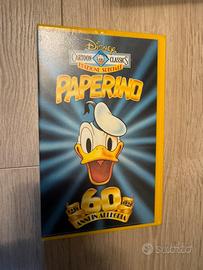 Disney
CARTOON CLASSICS
EDIZIONE SPECIALE
PAPERINO
60
ANNI IN ALLEGRIA
subito